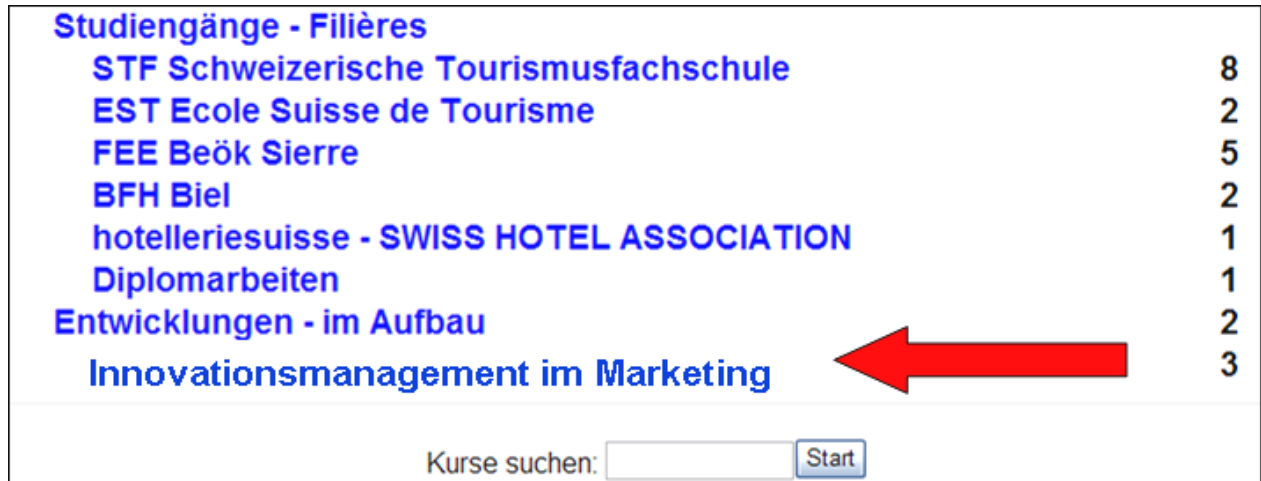 Studiengänge - Filières
STF Schweizerische Tourismusfachschule 8
EST Ecole Suisse de Tourisme 2
FEE Beök Sierre 5
BFH Biel 2
hotelleriesuisse - SWISS HOTEL ASSOCIATION 1
Diplomarbeiten 1
Entwicklungen - im Aufbau 2
Innovationsmanagement im Marketing 3
Kurse suchen: Start